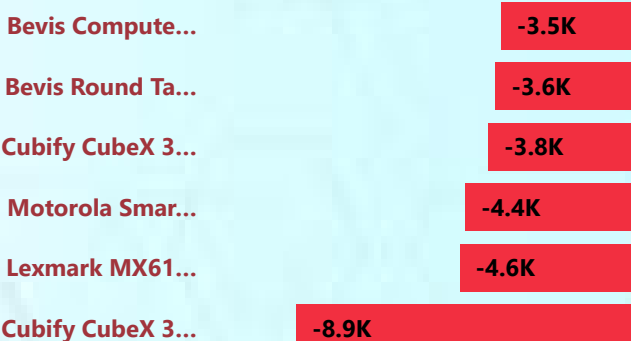 Bevis Compute... -3.5K
Bevis Round Ta... -3.6K
Cubify CubeX 3... -3.8K
Motorola Smar... -4.4K
Lexmark MX61... -4.6K
Cubify CubeX 3... -8.9K